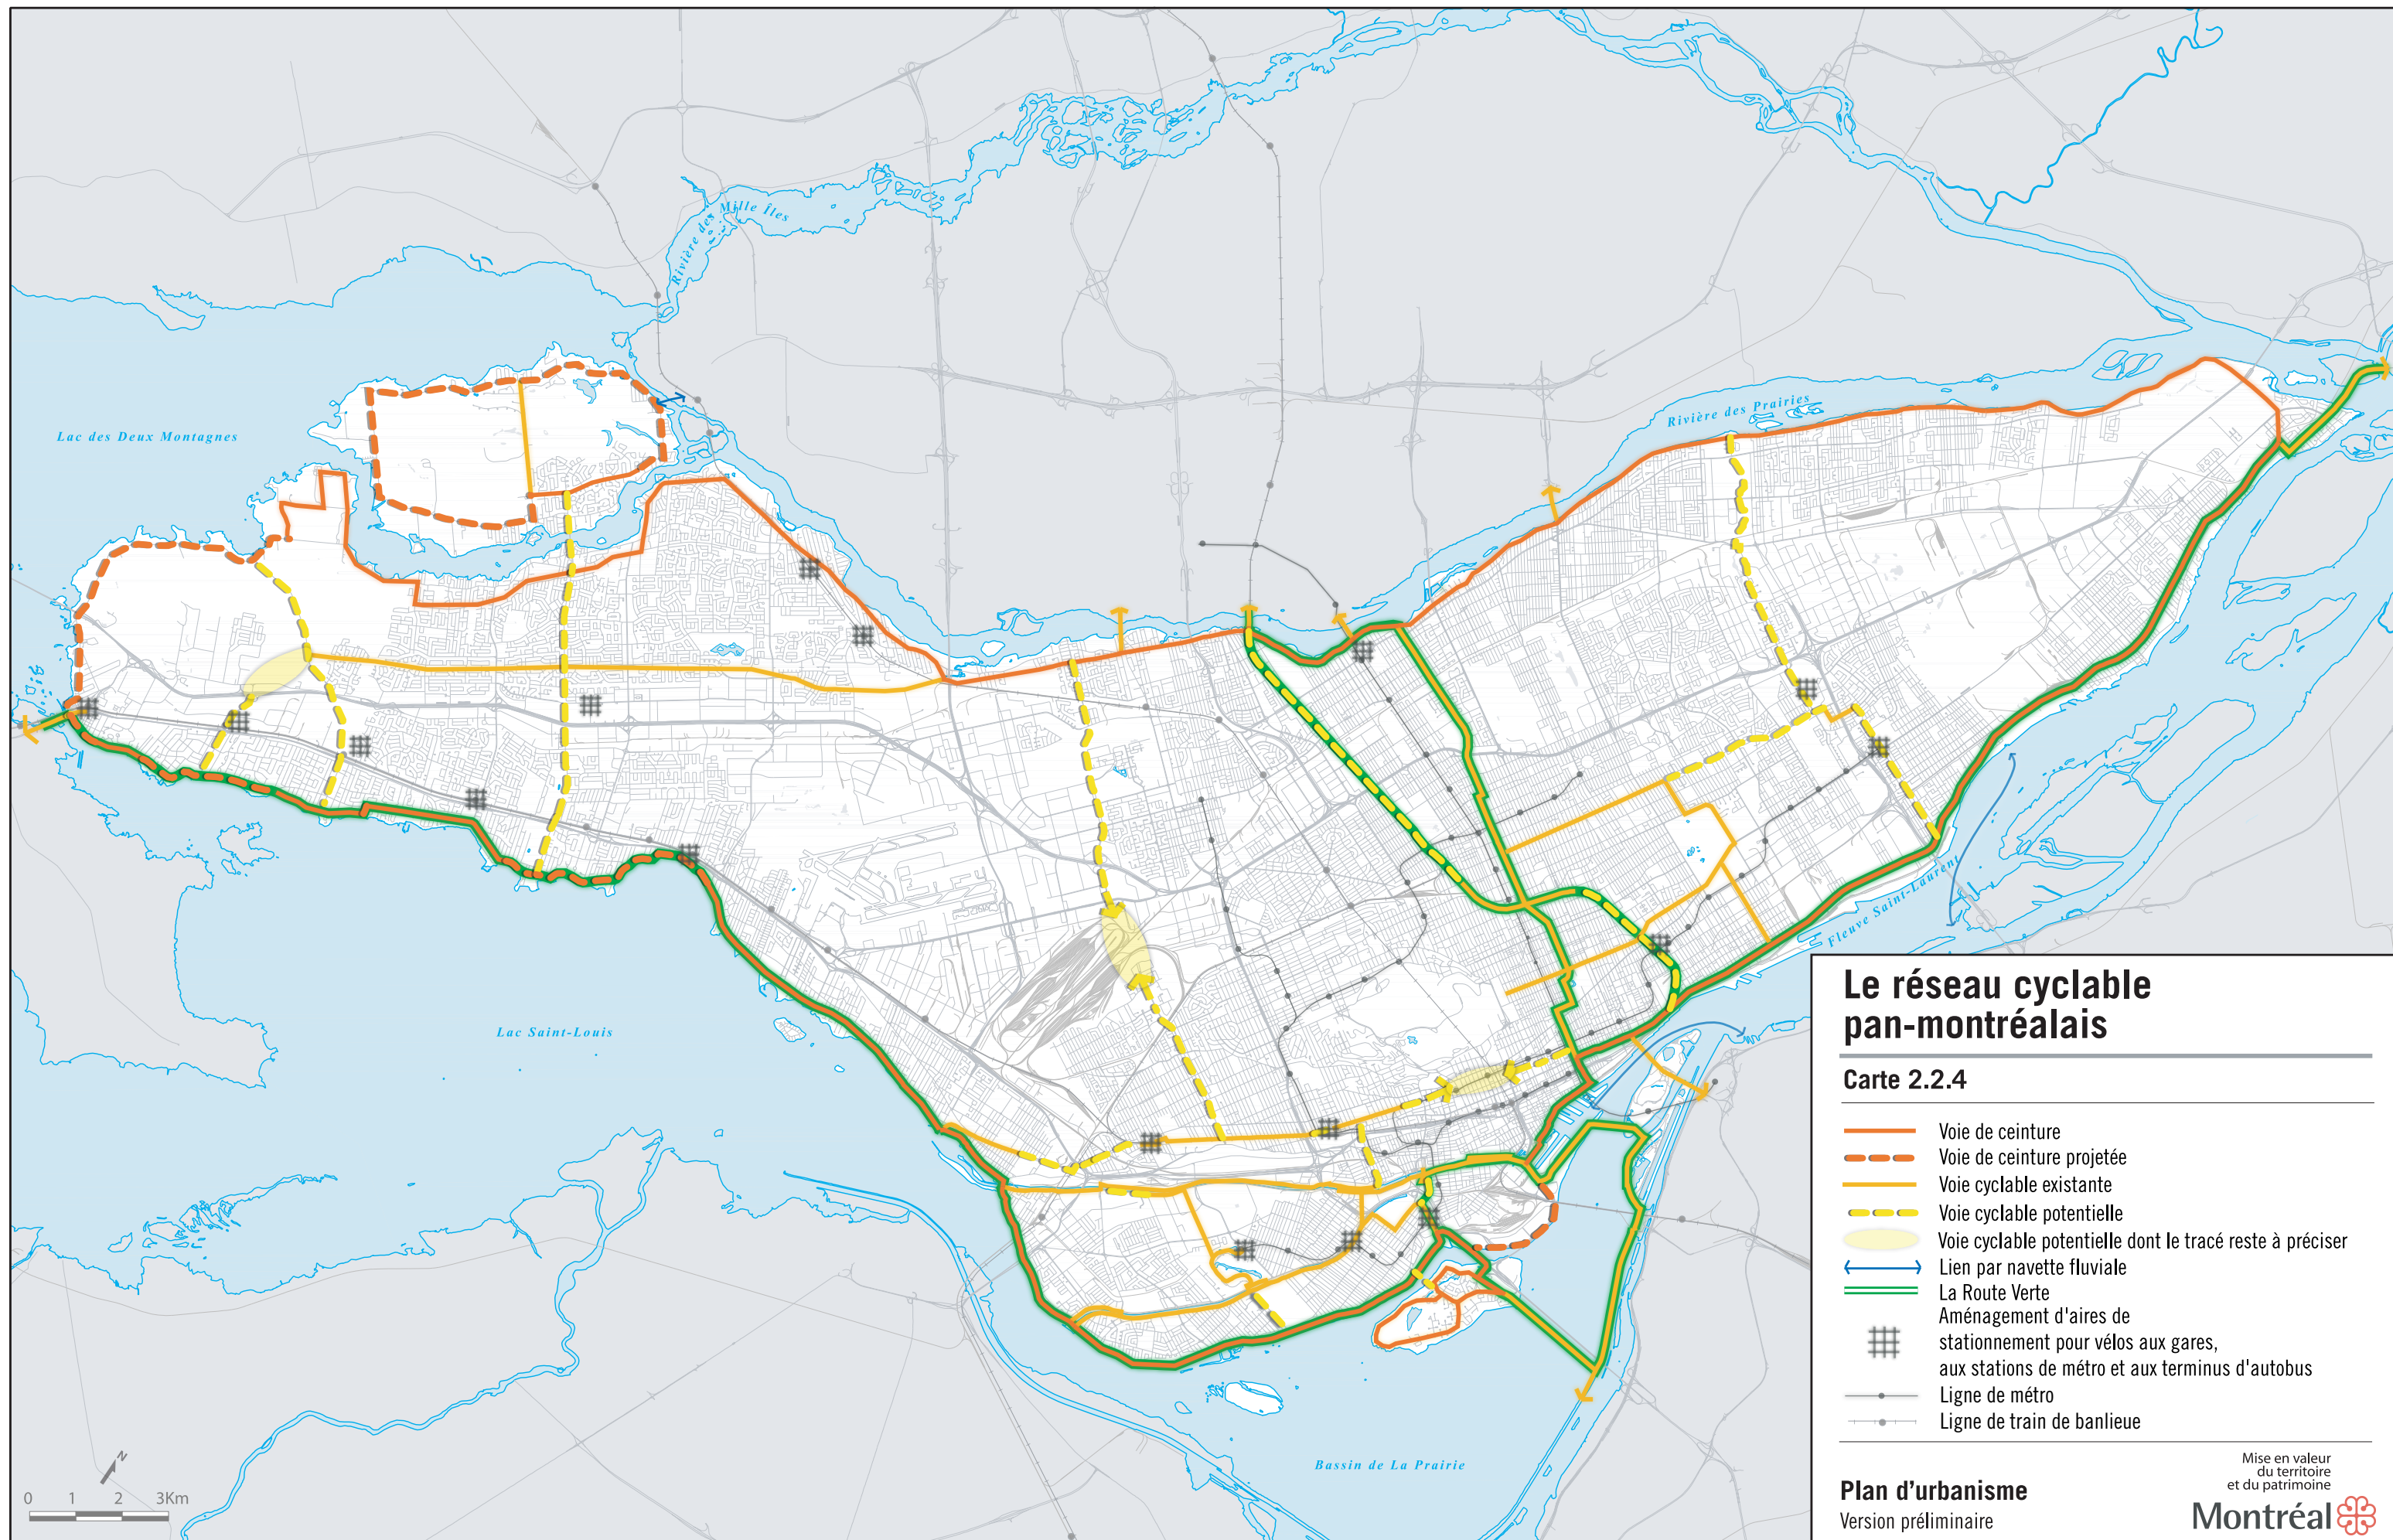 Rivière des Mille Îles
Lac des Deux Montagnes
Rivière des Prairies
Fleuve Saint-Laurent
Lac Saint-Louis
Bassin de La Prairie
N
0 1 2 3Km
Le réseau cyclable
pan-montréalais
Carte 2.2.4
Voie de ceinture
Voie de ceinture projetée
Voie cyclable existante
Voie cyclable potentielle
Voie cyclable potentielle dont le tracé reste à préciser
Lien par navette fluviale
La Route Verte
Aménagement d'aires de
stationnement pour vélos aux gares,
aux stations de métro et aux terminus d'autobus
Ligne de métro
Ligne de train de banlieue
Plan d'urbanisme
Version préliminaire
Mise en valeur
du territoire
et du patrimoine
Montréal